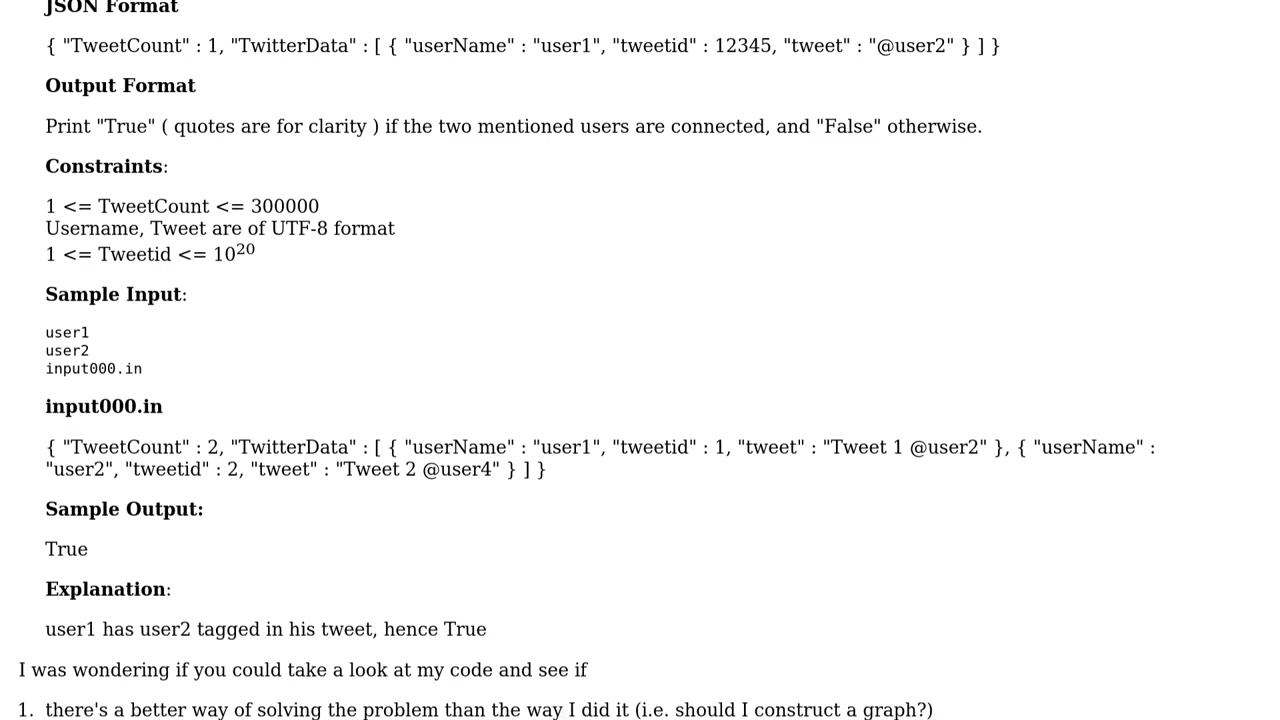 JSON Format
{ "TweetCount" : 1, "TwitterData" : [ { "userName" : "user1", "tweetid" : 12345, "tweet" : "@user2" } ] }
Output Format
Print "True" ( quotes are for clarity ) if the two mentioned users are connected, and "False" otherwise.
Constraints:
1 <= TweetCount <= 300000
Username, Tweet are of UTF-8 format
1 <= Tweetid <= 10²⁰
Sample Input:
user1
user2
input000.in
input000.in
{ "TweetCount" : 2, "TwitterData" : [ { "userName" : "user1", "tweetid" : 1, "tweet" : "Tweet 1 @user2" }, { "userName" :
"user2", "tweetid" : 2, "tweet" : "Tweet 2 @user4" } ] }
Sample Output:
True
Explanation:
user1 has user2 tagged in his tweet, hence True
I was wondering if you could take a look at my code and see if
1. there's a better way of solving the problem than the way I did it (i.e. should I construct a graph?)